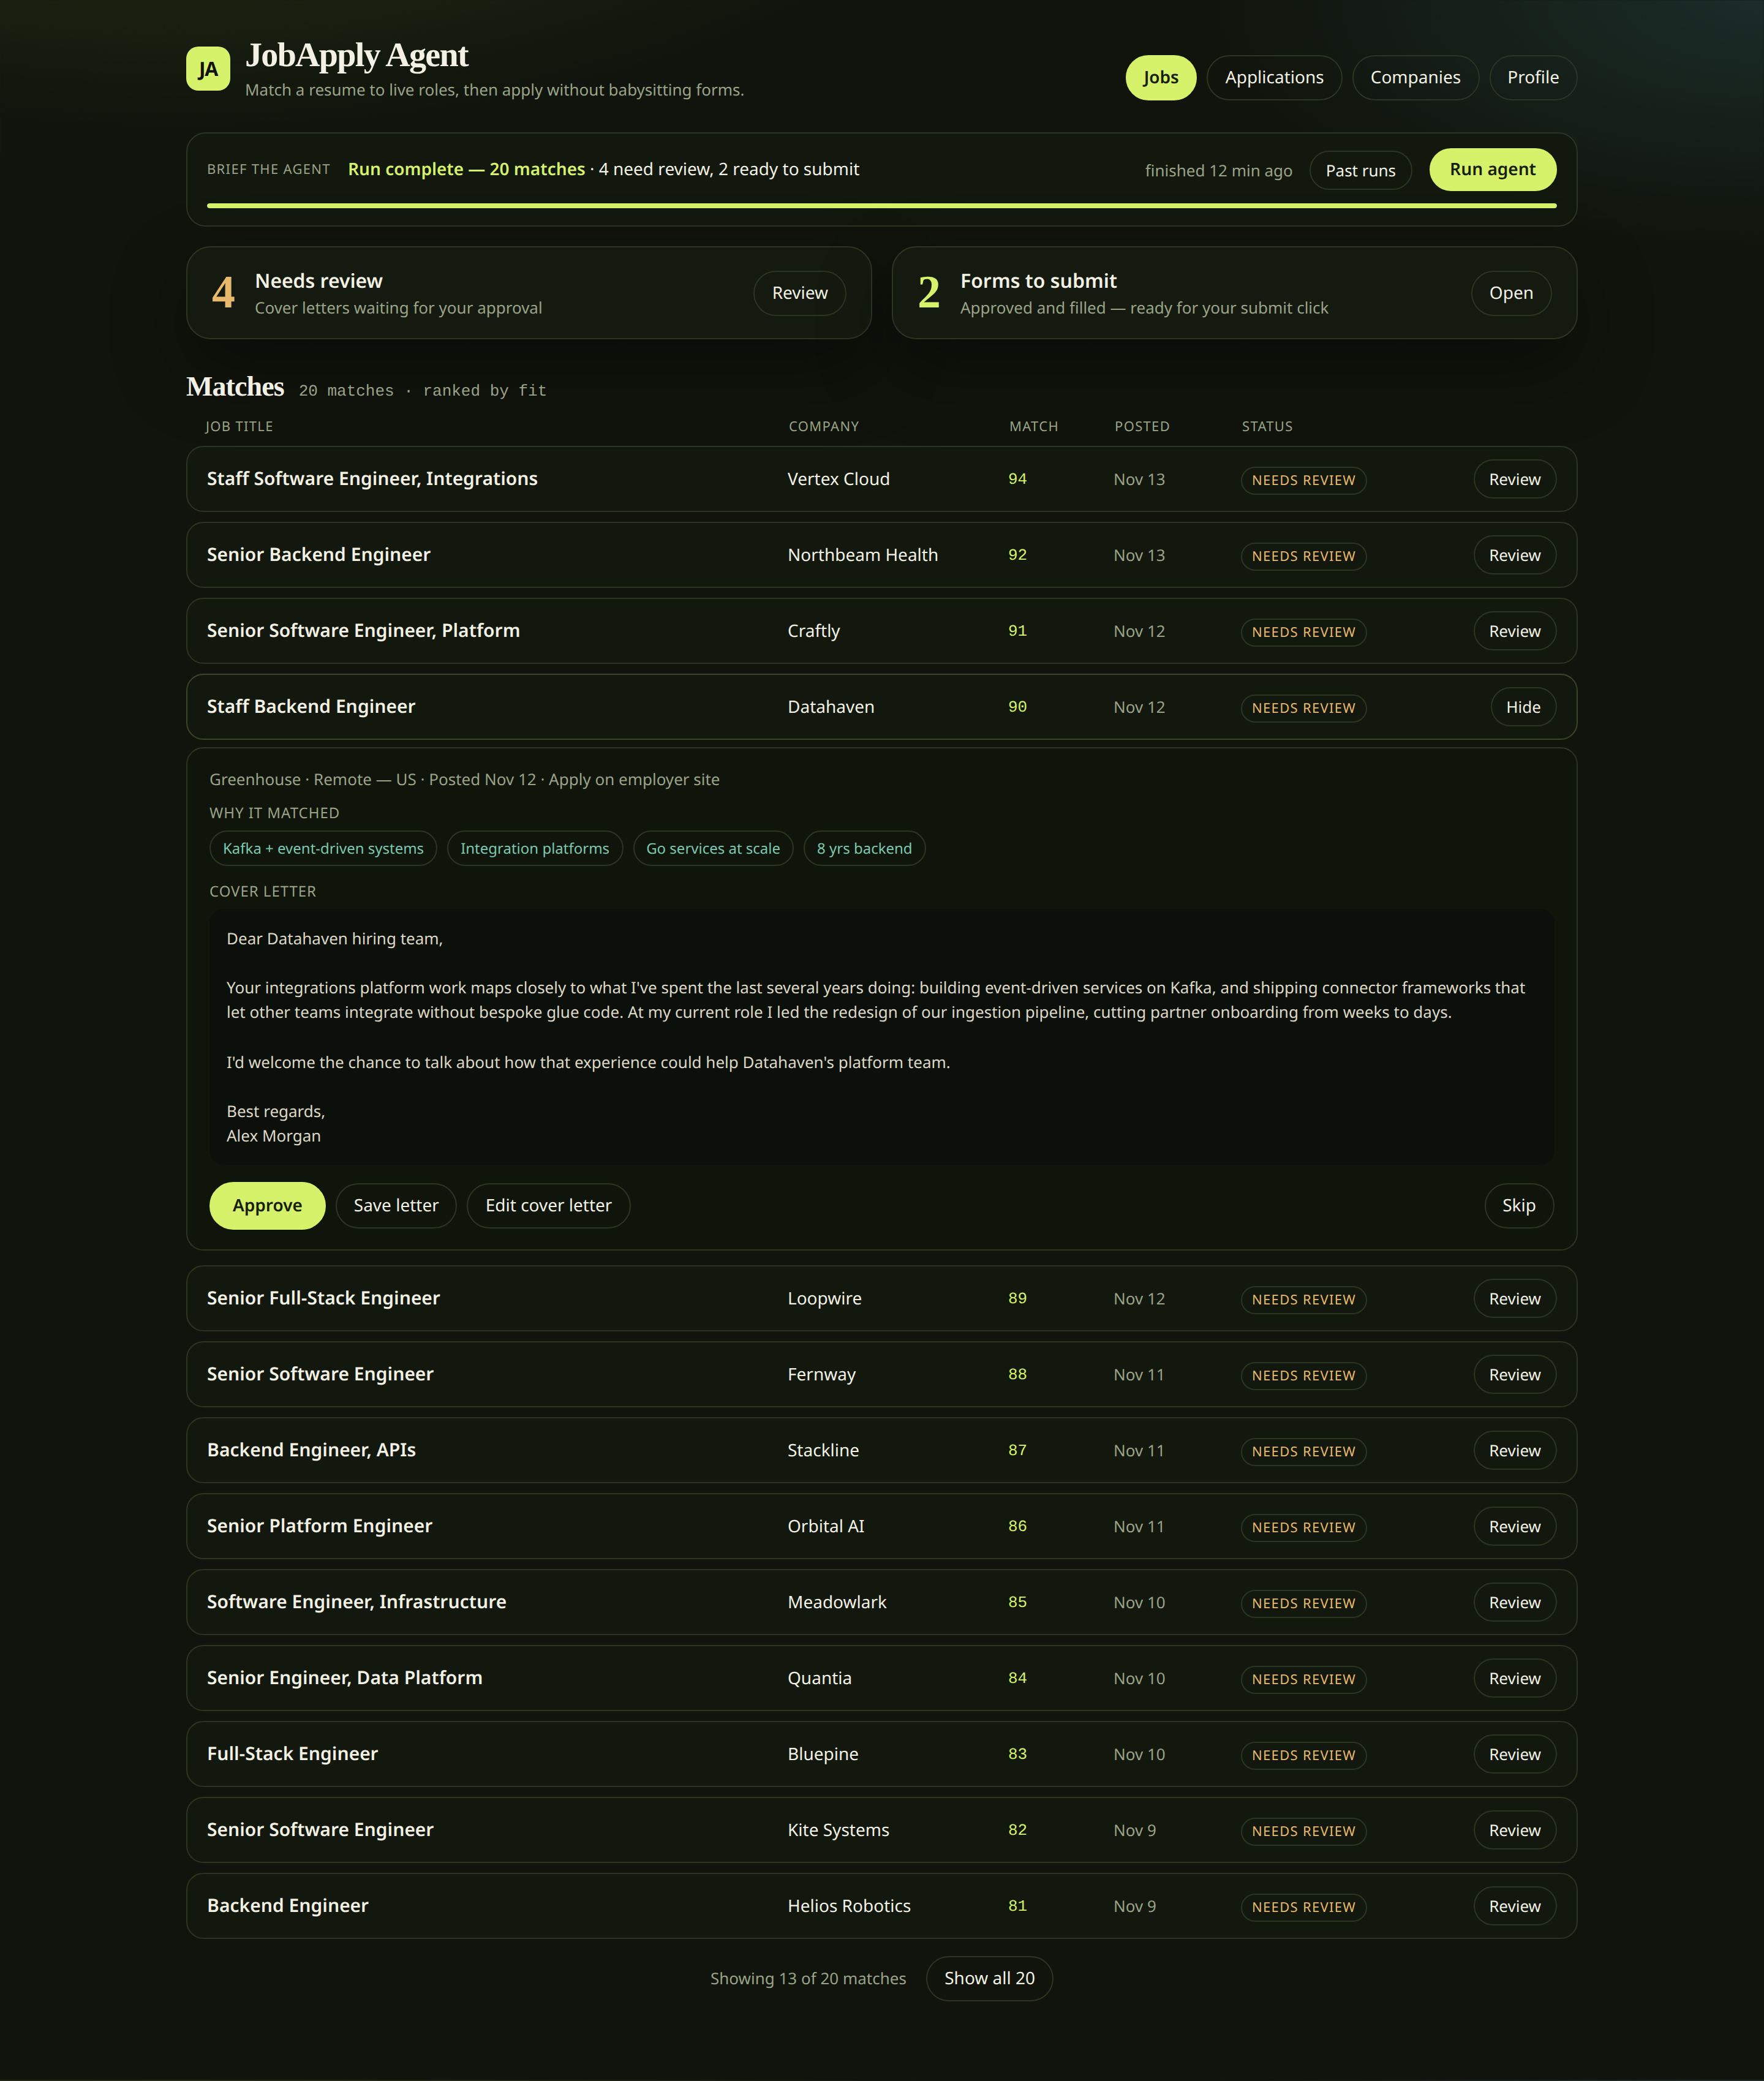 JA
JobApply Agent
Match a resume to live roles, then apply without babysitting forms.
Jobs
Applications
Companies
Profile
BRIEF THE AGENT Run complete — 20 matches · 4 need review, 2 ready to submit
finished 12 min ago
Past runs
Run agent
4
Needs review
Cover letters waiting for your approval
Review
2
Forms to submit
Approved and filled — ready for your submit click
Open
Matches 20 matches · ranked by fit
JOB TITLE COMPANY MATCH POSTED STATUS
Staff Software Engineer, Integrations Vertex Cloud 94 Nov 13 NEEDS REVIEW Review
Senior Backend Engineer Northbeam Health 92 Nov 13 NEEDS REVIEW Review
Senior Software Engineer, Platform Craftly 91 Nov 12 NEEDS REVIEW Review
Staff Backend Engineer Datahaven 90 Nov 12 NEEDS REVIEW Hide
Greenhouse · Remote — US · Posted Nov 12 · Apply on employer site
WHY IT MATCHED
Kafka + event-driven systems Integration platforms Go services at scale 8 yrs backend
COVER LETTER
Dear Datahaven hiring team,
Your integrations platform work maps closely to what I've spent the last several years doing: building event-driven services on Kafka, and shipping connector frameworks that
let other teams integrate without bespoke glue code. At my current role I led the redesign of our ingestion pipeline, cutting partner onboarding from weeks to days.
I'd welcome the chance to talk about how that experience could help Datahaven's platform team.
Best regards,
Alex Morgan
Approve Save letter Edit cover letter Skip
Senior Full-Stack Engineer Loopwire 89 Nov 12 NEEDS REVIEW Review
Senior Software Engineer Fernway 88 Nov 11 NEEDS REVIEW Review
Backend Engineer, APIs Stackline 87 Nov 11 NEEDS REVIEW Review
Senior Platform Engineer Orbital AI 86 Nov 11 NEEDS REVIEW Review
Software Engineer, Infrastructure Meadowlark 85 Nov 10 NEEDS REVIEW Review
Senior Engineer, Data Platform Quantia 84 Nov 10 NEEDS REVIEW Review
Full-Stack Engineer Bluepine 83 Nov 10 NEEDS REVIEW Review
Senior Software Engineer Kite Systems 82 Nov 9 NEEDS REVIEW Review
Backend Engineer Helios Robotics 81 Nov 9 NEEDS REVIEW Review
Showing 13 of 20 matches Show all 20